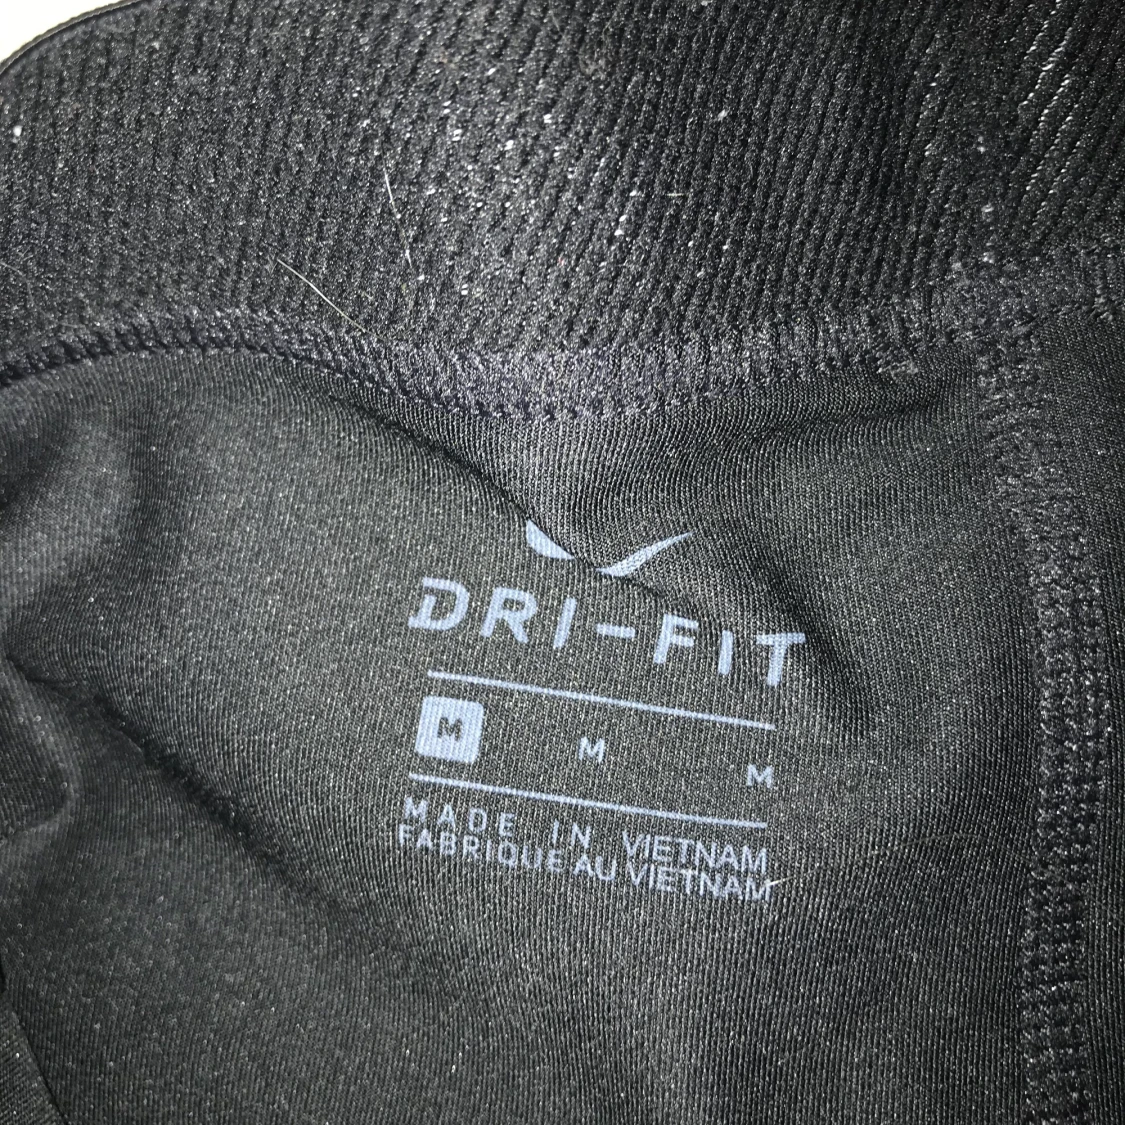 DRI-FIT
M M M
MADE IN VIETNAM
FABRIQUE AU VIETNAM